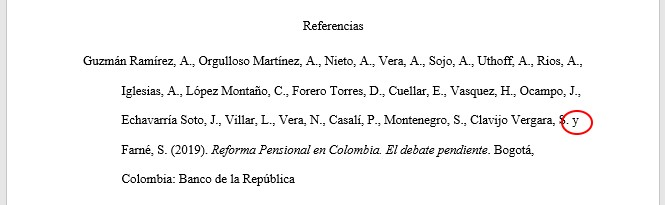 Referencias
Guzmán Ramírez, A., Orgulloso Martínez, A., Nieto, A., Vera, A., Sojo, A., Uthoff, A., Rios, A.,
Iglesias, A., López Montaño, C., Forero Torres, D., Cuellar, E., Vasquez, H., Ocampo, J.,
Echavarría Soto, J., Villar, L., Vera, N., Casalí, P., Montenegro, S., Clavijo Vergara, S. y
Farné, S. (2019). Reforma Pensional en Colombia. El debate pendiente. Bogotá,
Colombia: Banco de la República